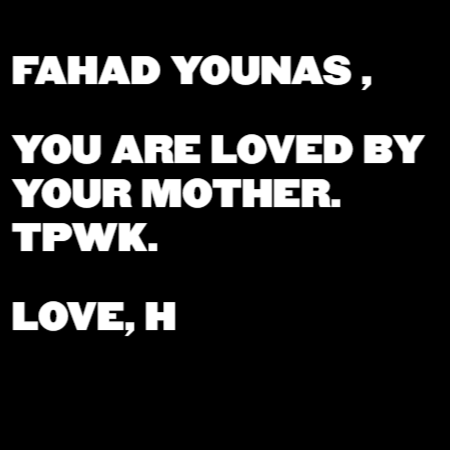 FAHAD YOUNAS ,
YOU ARE LOVED BY
YOUR MOTHER.
TPWK.
LOVE, H